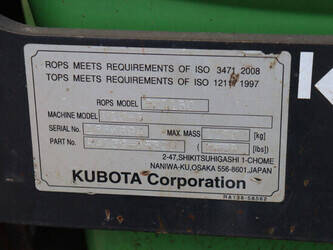 ROPS MEETS REQUIREMENTS OF ISO 3471 2008
TOPS MEETS REQUIREMENTS OF ISO 12117 1997
ROPS MODEL
MACHINE MODEL
SERIAL No. MAX. MASS [kg]
PART No. [lbs]
2-47, SHIKITSUHIGASHI 1-CHOME
NANIWA-KU, OSAKA 556-8601, JAPAN
KUBOTA Corporation